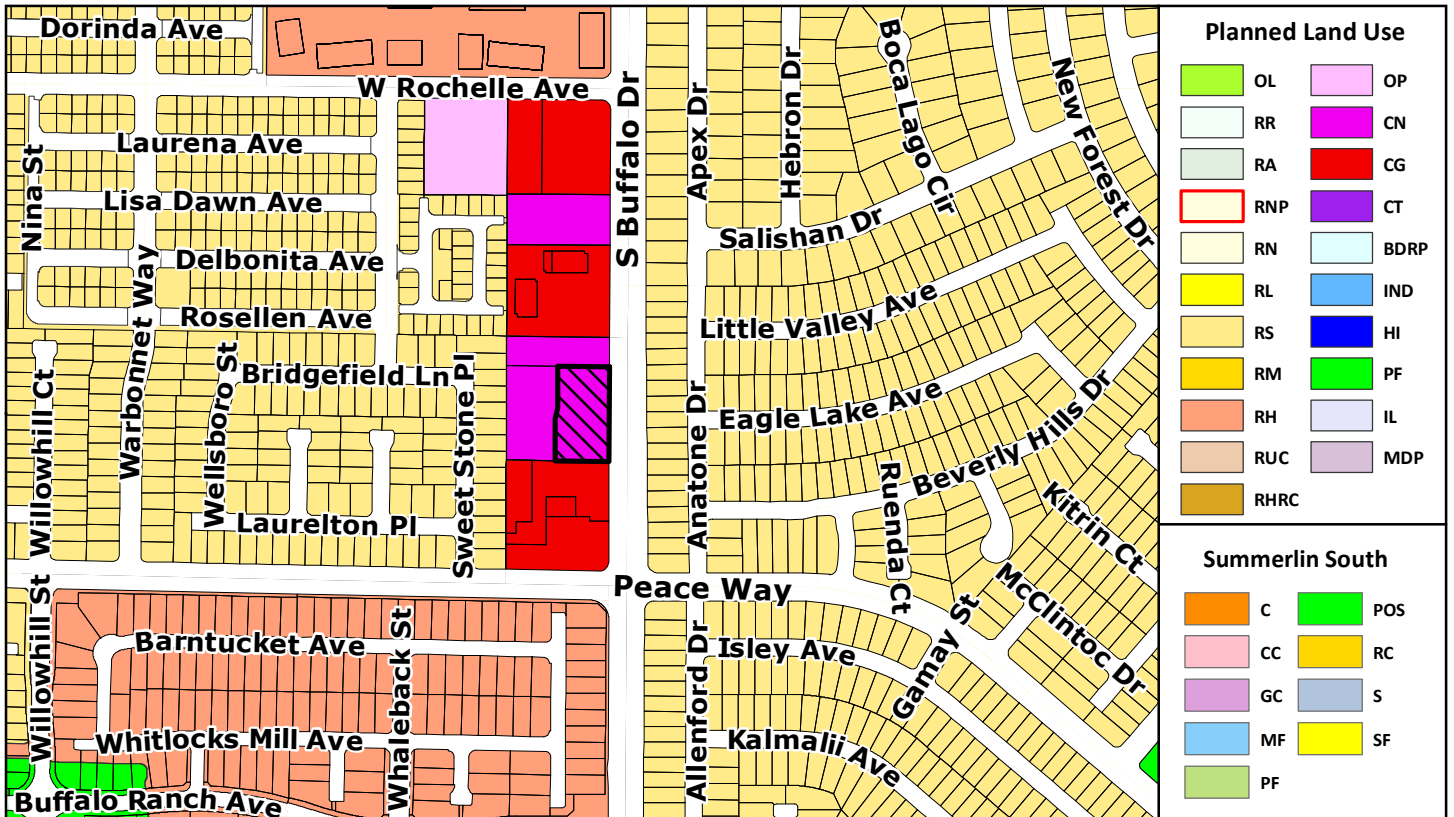 Dorinda Ave
W Rochelle Ave
Laurena Ave
Nina St
Lisa Dawn Ave
Delbonita Ave
Warbonnet Way
Rosellen Ave
Bridgefield Ln
Wellsboro St
Willowhill Ct
Sweet Stone Pl
Laurelton Pl
S Buffalo Dr
Apex Dr
Hebron Dr
Boca Lago Cir
New Forest Dr
Salishan Dr
Little Valley Ave
Eagle Lake Ave
Anatone Dr
Beverly Hills Dr
Ruenda Ct
Kitrin Ct
Peace Way
McClintoc Dr
Gamay St
Willowhill St
Barntucket Ave
Whaleback St
Whitlocks Mill Ave
Buffalo Ranch Ave
Allenford Dr
Isley Ave
Kalmalii Ave
Planned Land Use
OL
RR
RA
RNP
RN
RL
RS
RM
RH
RUC
RHRC
OP
CN
CG
CT
BDRP
IND
HI
PF
IL
MDP
Summerlin South
C
CC
GC
MF
PF
POS
RC
S
SF